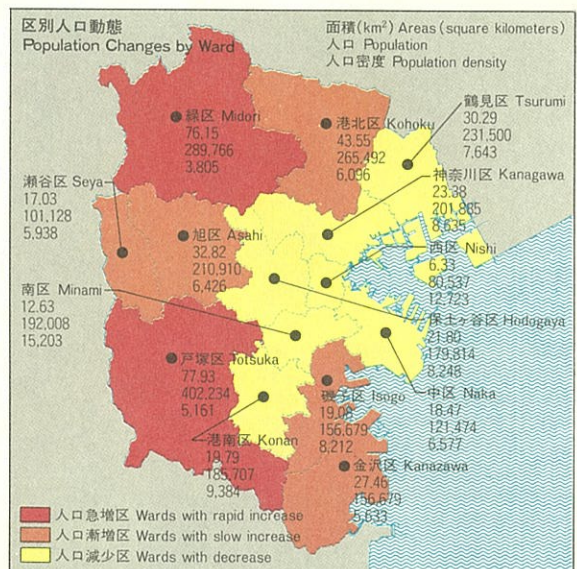 区別人口動態
Population Changes by Ward
面積(km²) Areas (square kilometers)
人口 Population
人口密度 Population density
緑区 Midori
76.15
289,766
3,805
港北区 Kohoku
43.55
265,492
6,096
鶴見区 Tsurumi
30.29
231,500
7,643
神奈川区 Kanagawa
23.38
201,885
8,635
瀬谷区 Seya
17.03
101,128
5,938
旭区 Asahi
32.82
210,910
6,426
西区 Nishi
6.33
80,537
12,723
南区 Minami
12.63
192,008
15,203
保土ヶ谷区 Hodogaya
21.80
179,814
8,248
戸塚区 Totsuka
77.93
402,234
5,161
磯子区 Isogo
19.08
156,679
8,212
中区 Naka
18.47
121,474
6,577
港南区 Konan
19.79
185,707
9,384
金沢区 Kanazawa
27.46
156,679
5,633
人口急増区 Wards with rapid increase
人口漸増区 Wards with slow increase
人口減少区 Wards with decrease